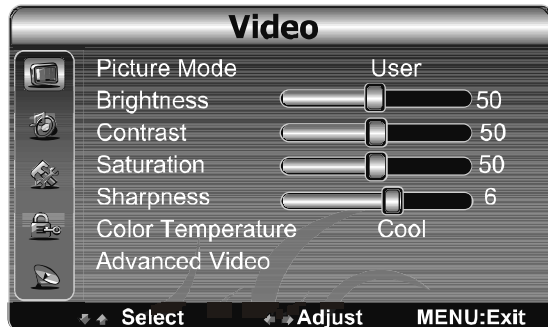 Video
Picture Mode User
Brightness 50
Contrast 50
Saturation 50
Sharpness 6
Color Temperature Cool
Advanced Video
Select Adjust MENU:Exit